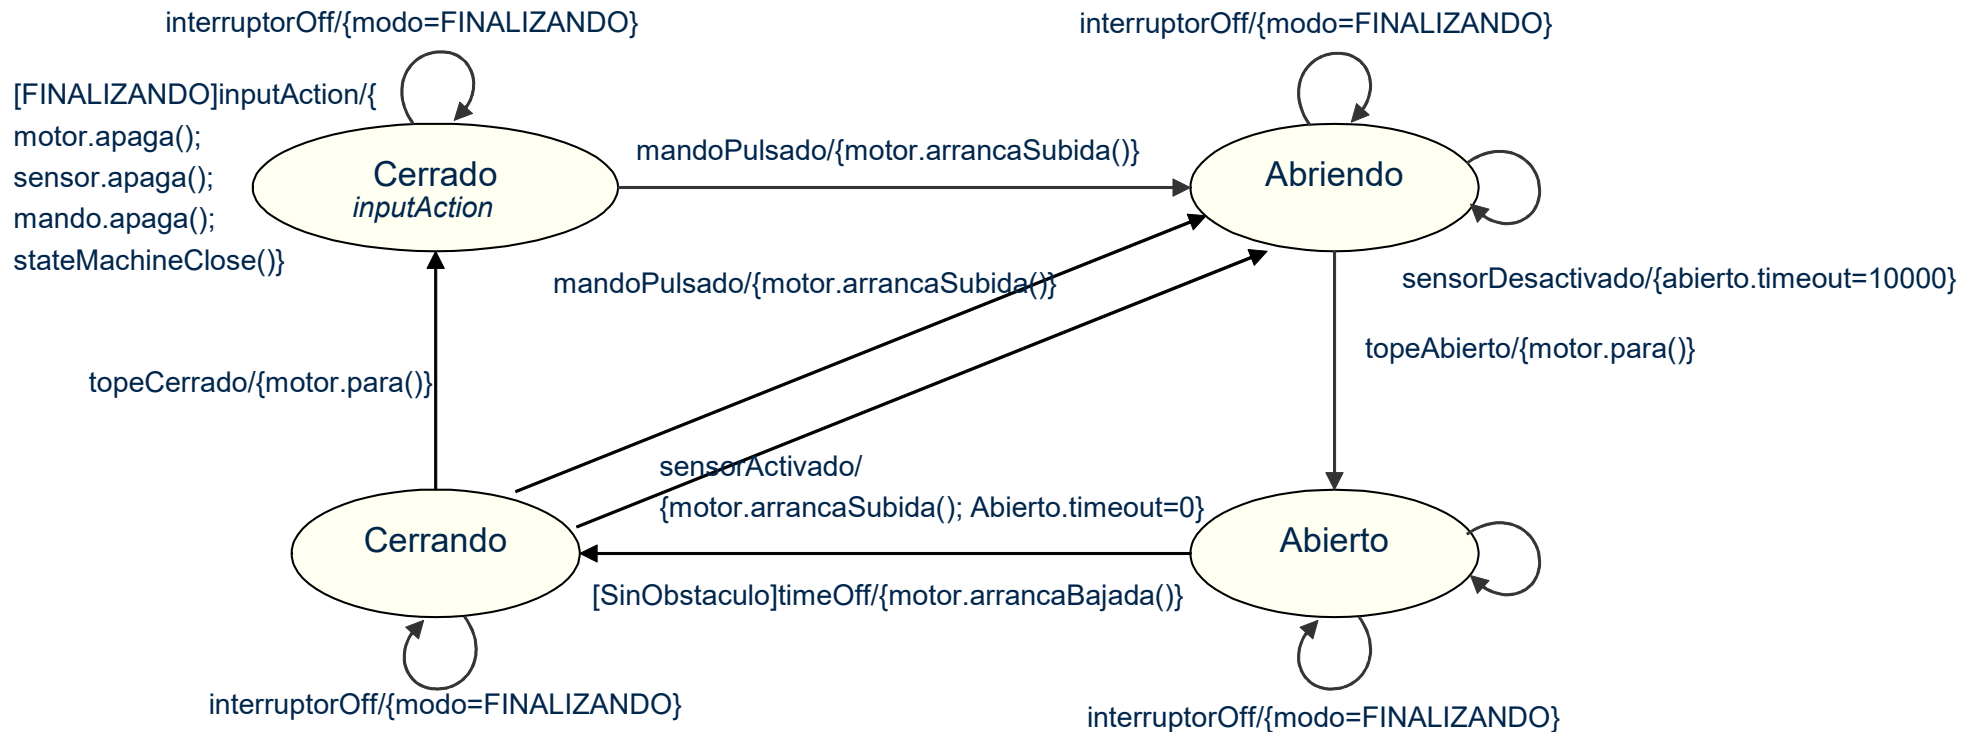 interruptorOff/{modo=FINALIZANDO}
interruptorOff/{modo=FINALIZANDO}
[FINALIZANDO]inputAction/{
motor.apaga();
sensor.apaga();
mando.apaga();
stateMachineClose()}
Cerrado
inputAction
mandoPulsado/{motor.arrancaSubida()}
Abriendo
mandoPulsado/{motor.arrancaSubida()}
sensorDesactivado/{abierto.timeout=10000}
topeAbierto/{motor.para()}
topeCerrado/{motor.para()}
sensorActivado/
{motor.arrancaSubida(); Abierto.timeout=0}
Cerrando
Abierto
[SinObstaculo]timeOff/{motor.arrancaBajada()}
interruptorOff/{modo=FINALIZANDO}
interruptorOff/{modo=FINALIZANDO}